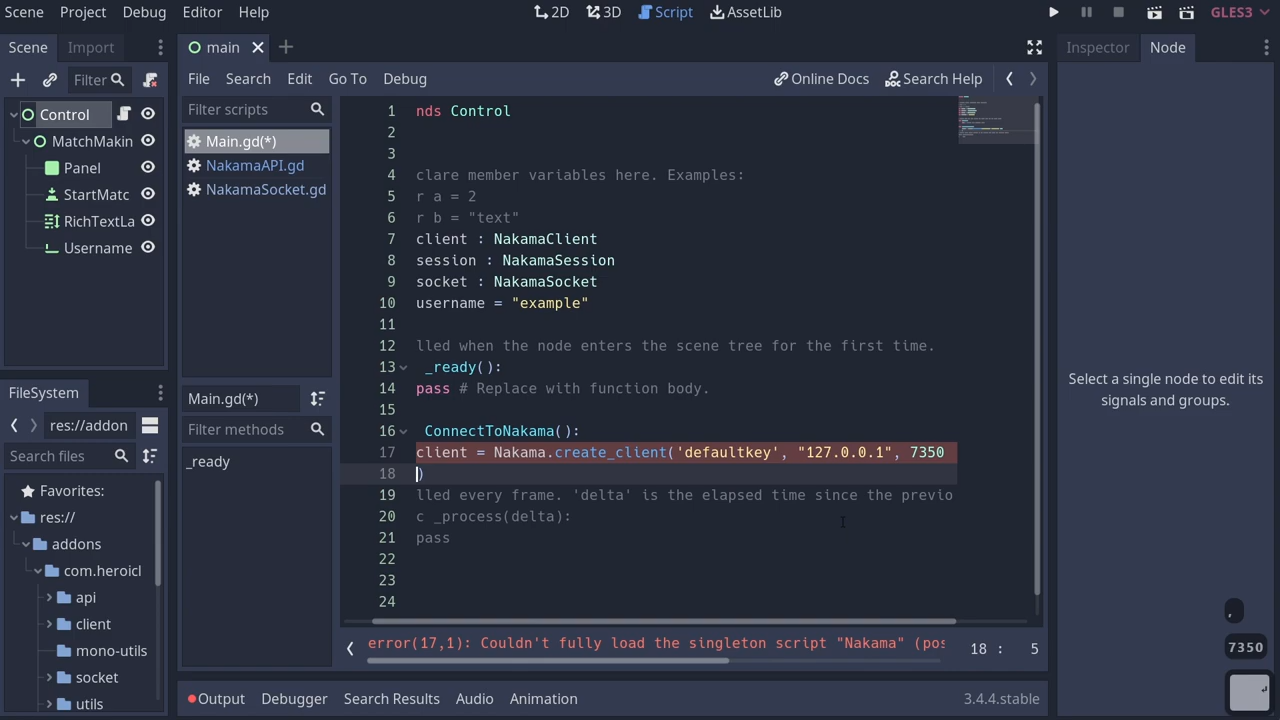 Scene Project Debug Editor Help 2D 3D Script AssetLib GLES3
Scene Import main Inspector Node
Filter File Search Edit Go To Debug Online Docs Search Help
Control Filter scripts 1 nds Control
2
MatchMakin Main.gd(*) 3
Panel NakamaAPI.gd 4 clare member variables here. Examples:
StartMatc NakamaSocket.gd 5 r a = 2
RichTextLa 6 r b = "text"
Username 7 client : NakamaClient
8 session : NakamaSession
9 socket : NakamaSocket
10 username = "example"
11
12 lled when the node enters the scene tree for the first time.
13 _ready():
FileSystem Main.gd(*) 14 pass # Replace with function body.
15
res://addon Filter methods 16 ConnectToNakama():
Search files _ready 17 client = Nakama.create_client('defaultkey', "127.0.0.1", 7350
18 )
Favorites: 19 lled every frame. 'delta' is the elapsed time since the previo
res:// 20 c _process(delta):
addons 21 pass
22
com.heroicl 23
api 24
client
mono-utils error(17,1): Couldn't fully load the singleton script "Nakama" (pos 18 : 5
socket
utils Output Debugger Search Results Audio Animation 3.4.4.stable
Select a single node to edit its
signals and groups.
,
7350